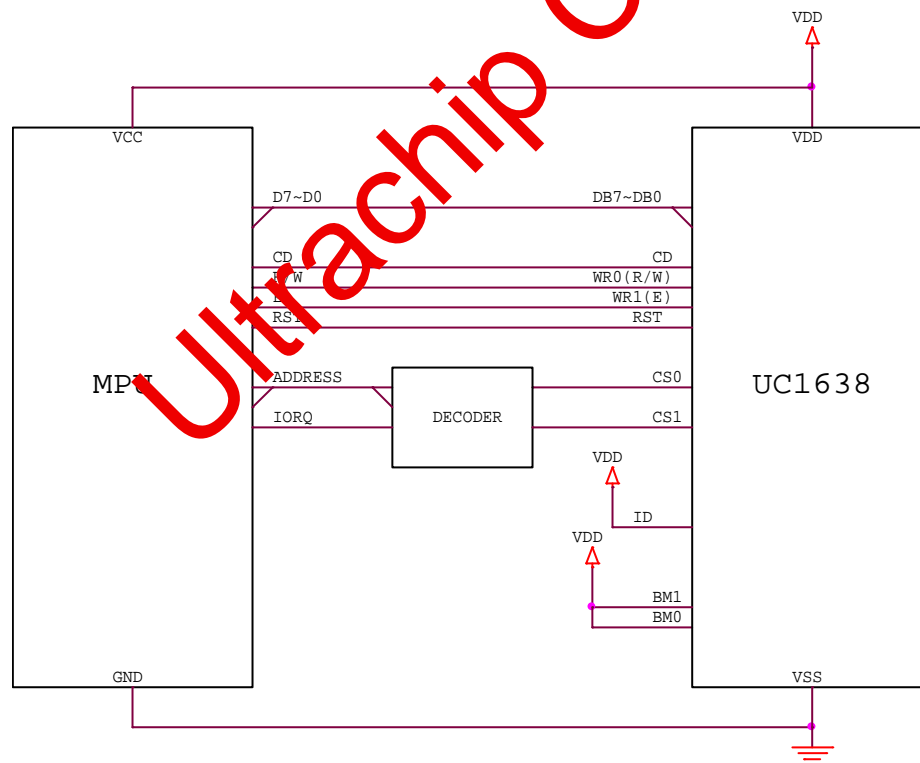 VDD
VCC
VDD
D7~D0 DB7~DB0
CD CD
WR0(R/W)
WR1(E)
RST
ADDRESS CS0
MPU DECODER UC1638
IORQ CS1
VDD
ID
VDD
BM1
BM0
GND VSS
Ultrachip